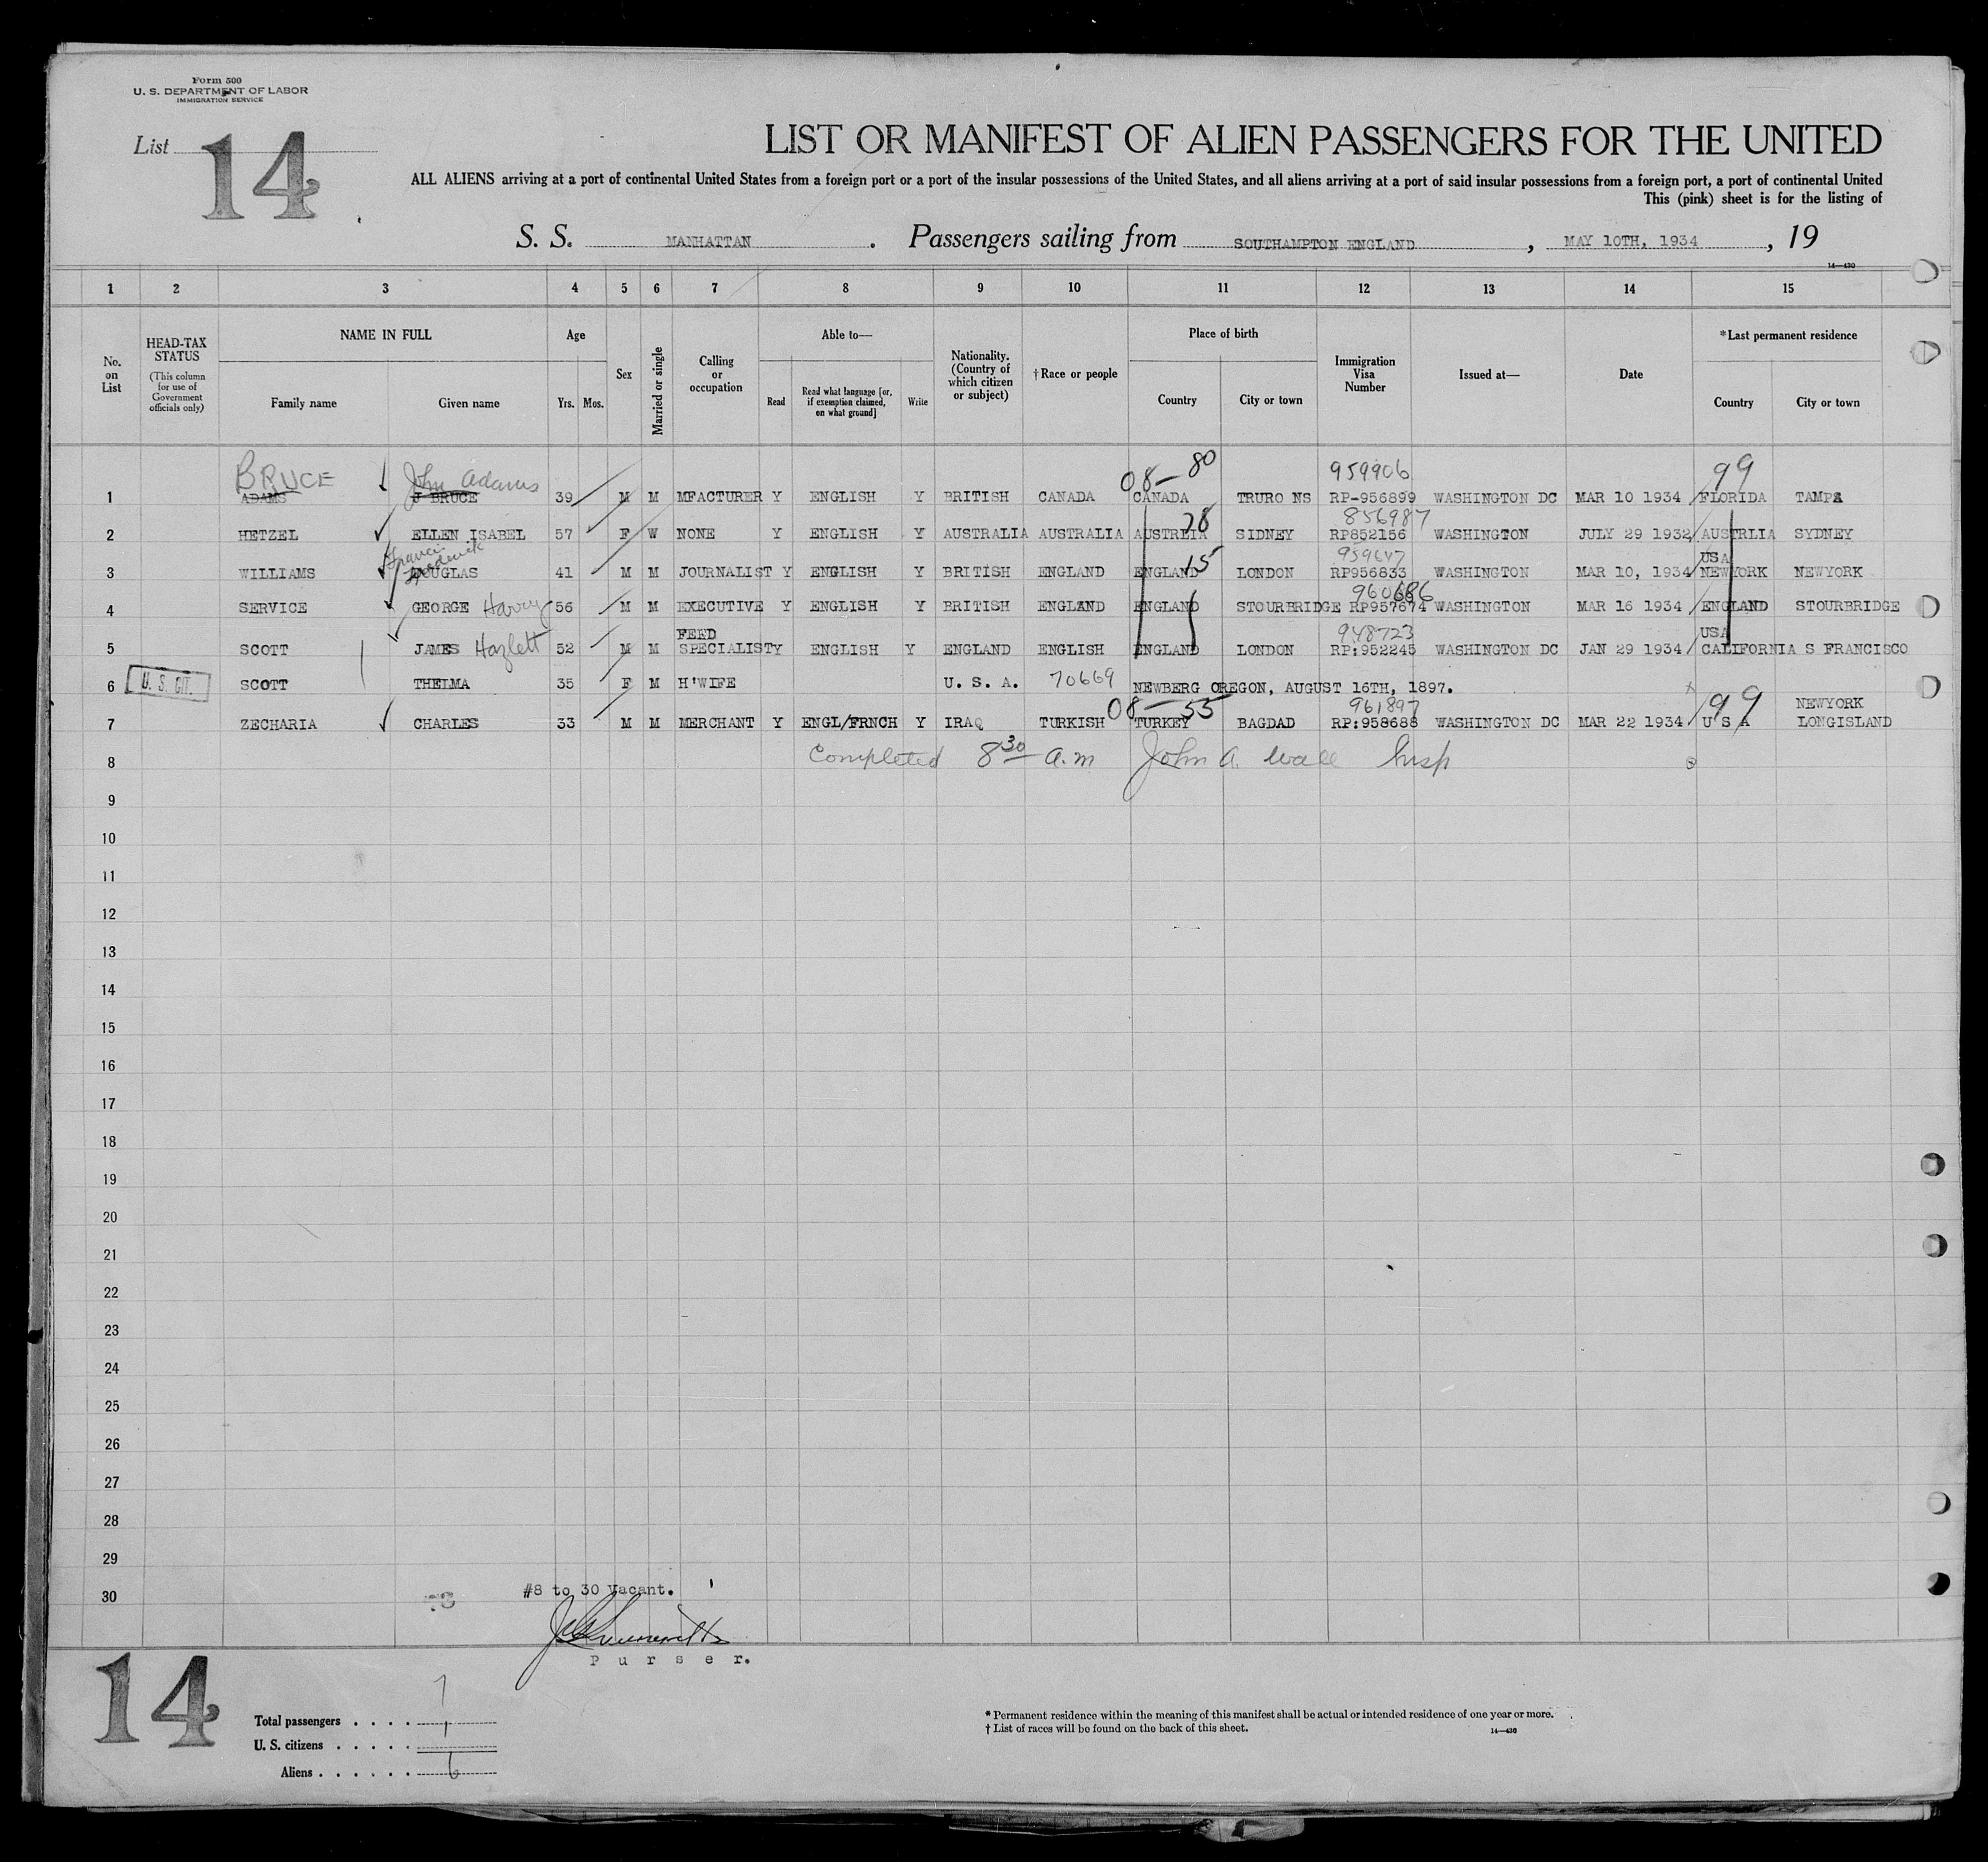 Form 500
U. S. DEPARTMENT OF LABOR
IMMIGRATION SERVICE
List 14
LIST OR MANIFEST OF ALIEN PASSENGERS FOR THE UNITED
ALL ALIENS arriving at a port of continental United States from a foreign port or a port of the insular possessions of the United States, and all aliens arriving at a port of said insular possessions from a foreign port, a port of continental United
This (pink) sheet is for the listing of
S. S. MANHATTAN . Passengers sailing from SOUTHAMPTON ENGLAND , MAY 10TH, 1934 , 19
14—430
1 2 3 4 5 6 7 8 9 10 11 12 13 14 15
No. on List
HEAD-TAX STATUS
(This column for use of Government officials only)
NAME IN FULL
Family name
Given name
Age
Yrs.
Mos.
Sex
Married or single
Calling or occupation
Able to—
Read
Read what language [or, if exemption claimed, on what ground]
Write
Nationality. (Country of which citizen or subject)
† Race or people
Place of birth
Country
City or town
Immigration Visa Number
Issued at—
Date
*Last permanent residence
Country
City or town
BRUCE John Adams 08-80 959906 99
1 ADAMS J BRUCE 39 M M MFACTURER Y ENGLISH Y BRITISH CANADA CANADA TRURO NS RP-956899 WASHINGTON DC MAR 10 1934 FLORIDA TAMPA
78 856987
2 HETZEL ELLEN ISABEL 57 F W NONE Y ENGLISH Y AUSTRALIA AUSTRALIA AUSTRLIA SIDNEY RP852156 WASHINGTON JULY 29 1932 AUSTRLIA SYDNEY
Francis Frederick 15 959647 USA
3 WILLIAMS DOUGLAS 41 M M JOURNALIST Y ENGLISH Y BRITISH ENGLAND ENGLAND LONDON RP956833 WASHINGTON MAR 10, 1934 NEWYORK NEWYORK
960686
4 SERVICE GEORGE Harvey 56 M M EXECUTIVE Y ENGLISH Y BRITISH ENGLAND ENGLAND STOURBRIDGE RP957674 WASHINGTON MAR 16 1934 ENGLAND STOURBRIDGE
FEED 948723 USA
5 SCOTT JAMES Hazlett 52 M M SPECIALIST Y ENGLISH Y ENGLAND ENGLISH ENGLAND LONDON RP:952245 WASHINGTON DC JAN 29 1934 CALIFORNIA S FRANCISCO
6 U. S. CIT. SCOTT THELMA 35 F M H'WIFE U. S. A. 70669 NEWBERG OREGON, AUGUST 16TH, 1897.
08-55 961897 99 NEWYORK
7 ZECHARIA CHARLES 33 M M MERCHANT Y ENGL/FRNCH Y IRAQ TURKISH TURKEY BAGDAD RP:958688 WASHINGTON DC MAR 22 1934 U S A LONGISLAND
8 Completed 8 30 a.m John A. Wall Insp
9
10
11
12
13
14
15
16
17
18
19
20
21
22
23
24
25
26
27
28
29
30
#8 to 30 Vacant.
Purser.
14
Total passengers . . . . 7
U. S. citizens . . . . . 1
Aliens . . . . . . 6
* Permanent residence within the meaning of this manifest shall be actual or intended residence of one year or more.
† List of races will be found on the back of this sheet.
14—430